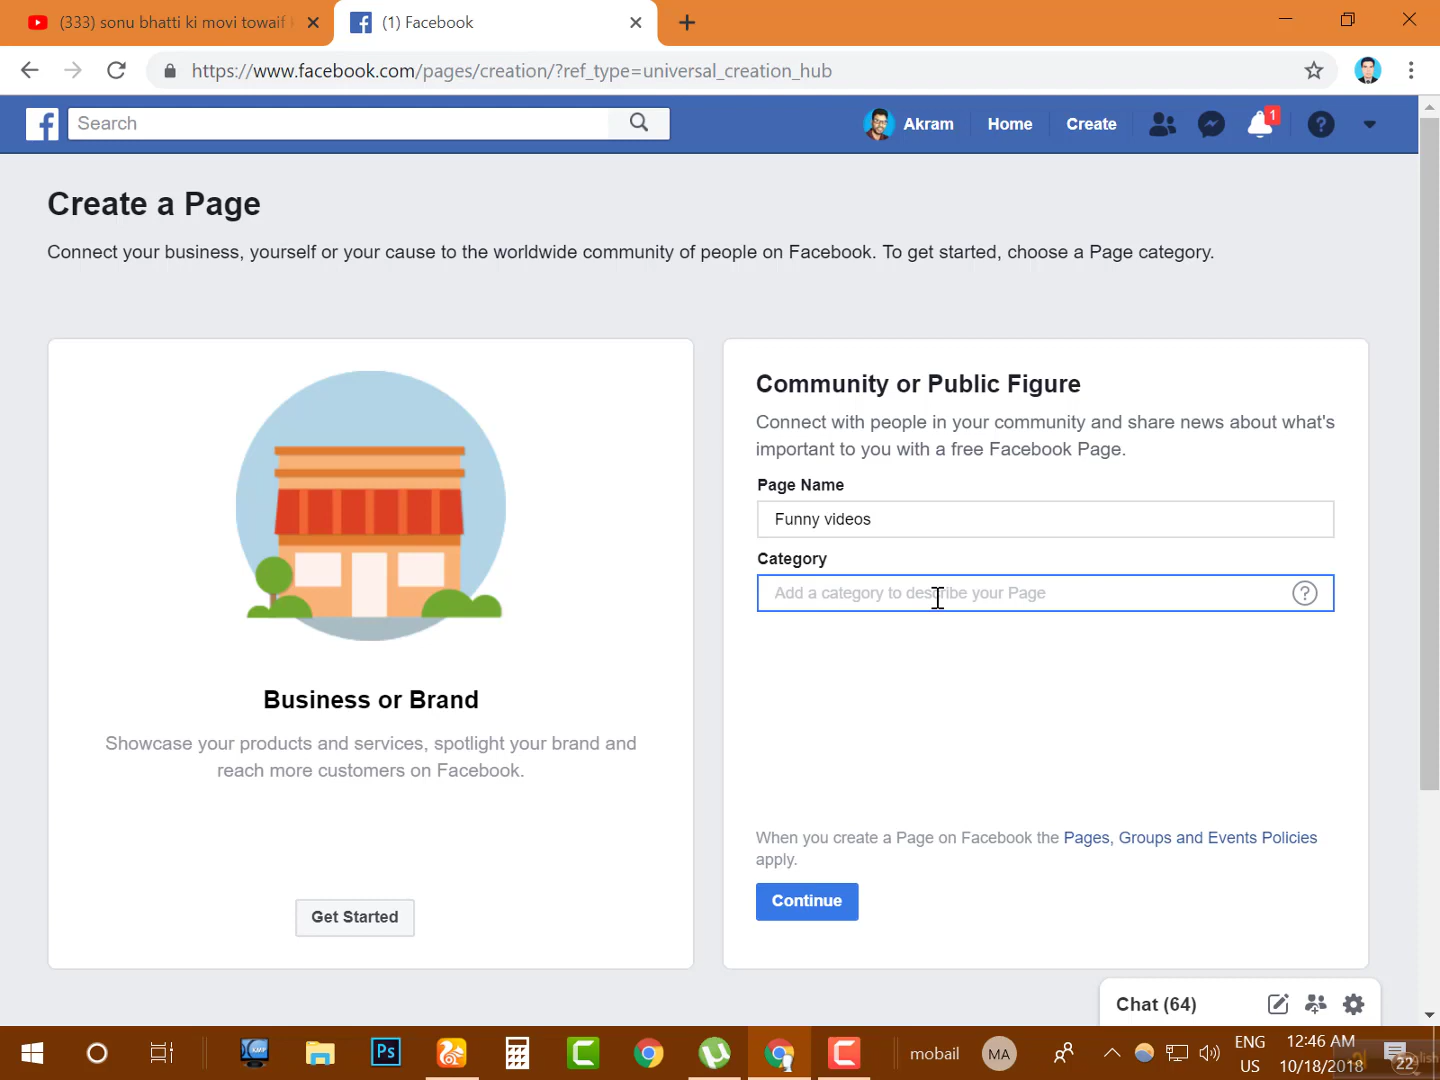 (333) sonu bhatti ki movi towaif
(1) Facebook
https://www.facebook.com/pages/creation/?ref_type=universal_creation_hub
Search
Akram
Home
Create
1
Create a Page
Connect your business, yourself or your cause to the worldwide community of people on Facebook. To get started, choose a Page category.
Business or Brand
Showcase your products and services, spotlight your brand and
reach more customers on Facebook.
Get Started
Community or Public Figure
Connect with people in your community and share news about what's
important to you with a free Facebook Page.
Page Name
Funny videos
Category
Add a category to describe your Page
When you create a Page on Facebook the Pages, Groups and Events Policies
apply.
Continue
Chat (64)
Ps
mobail
MA
ENG
US
12:46 AM
10/18/2018
22